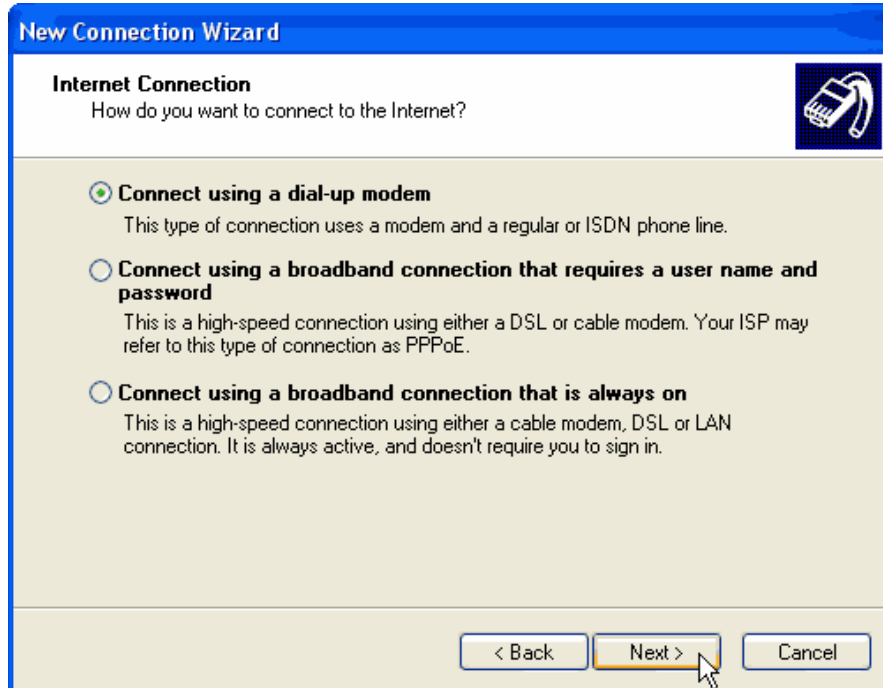 New Connection Wizard
Internet Connection
How do you want to connect to the Internet?
Connect using a dial-up modem
This type of connection uses a modem and a regular or ISDN phone line.
Connect using a broadband connection that requires a user name and
password
This is a high-speed connection using either a DSL or cable modem. Your ISP may
refer to this type of connection as PPPoE.
Connect using a broadband connection that is always on
This is a high-speed connection using either a cable modem, DSL or LAN
connection. It is always active, and doesn't require you to sign in.
< Back Next > Cancel